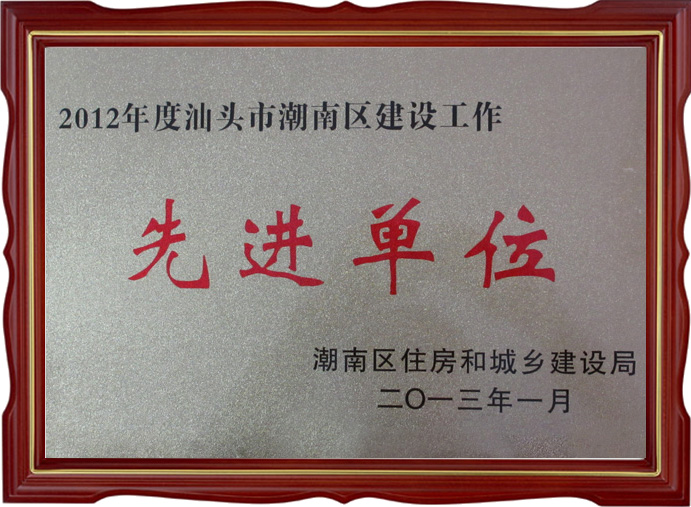 2012年度汕头市潮南区建设工作
先进单位
潮南区住房和城乡建设局
二〇一三年一月